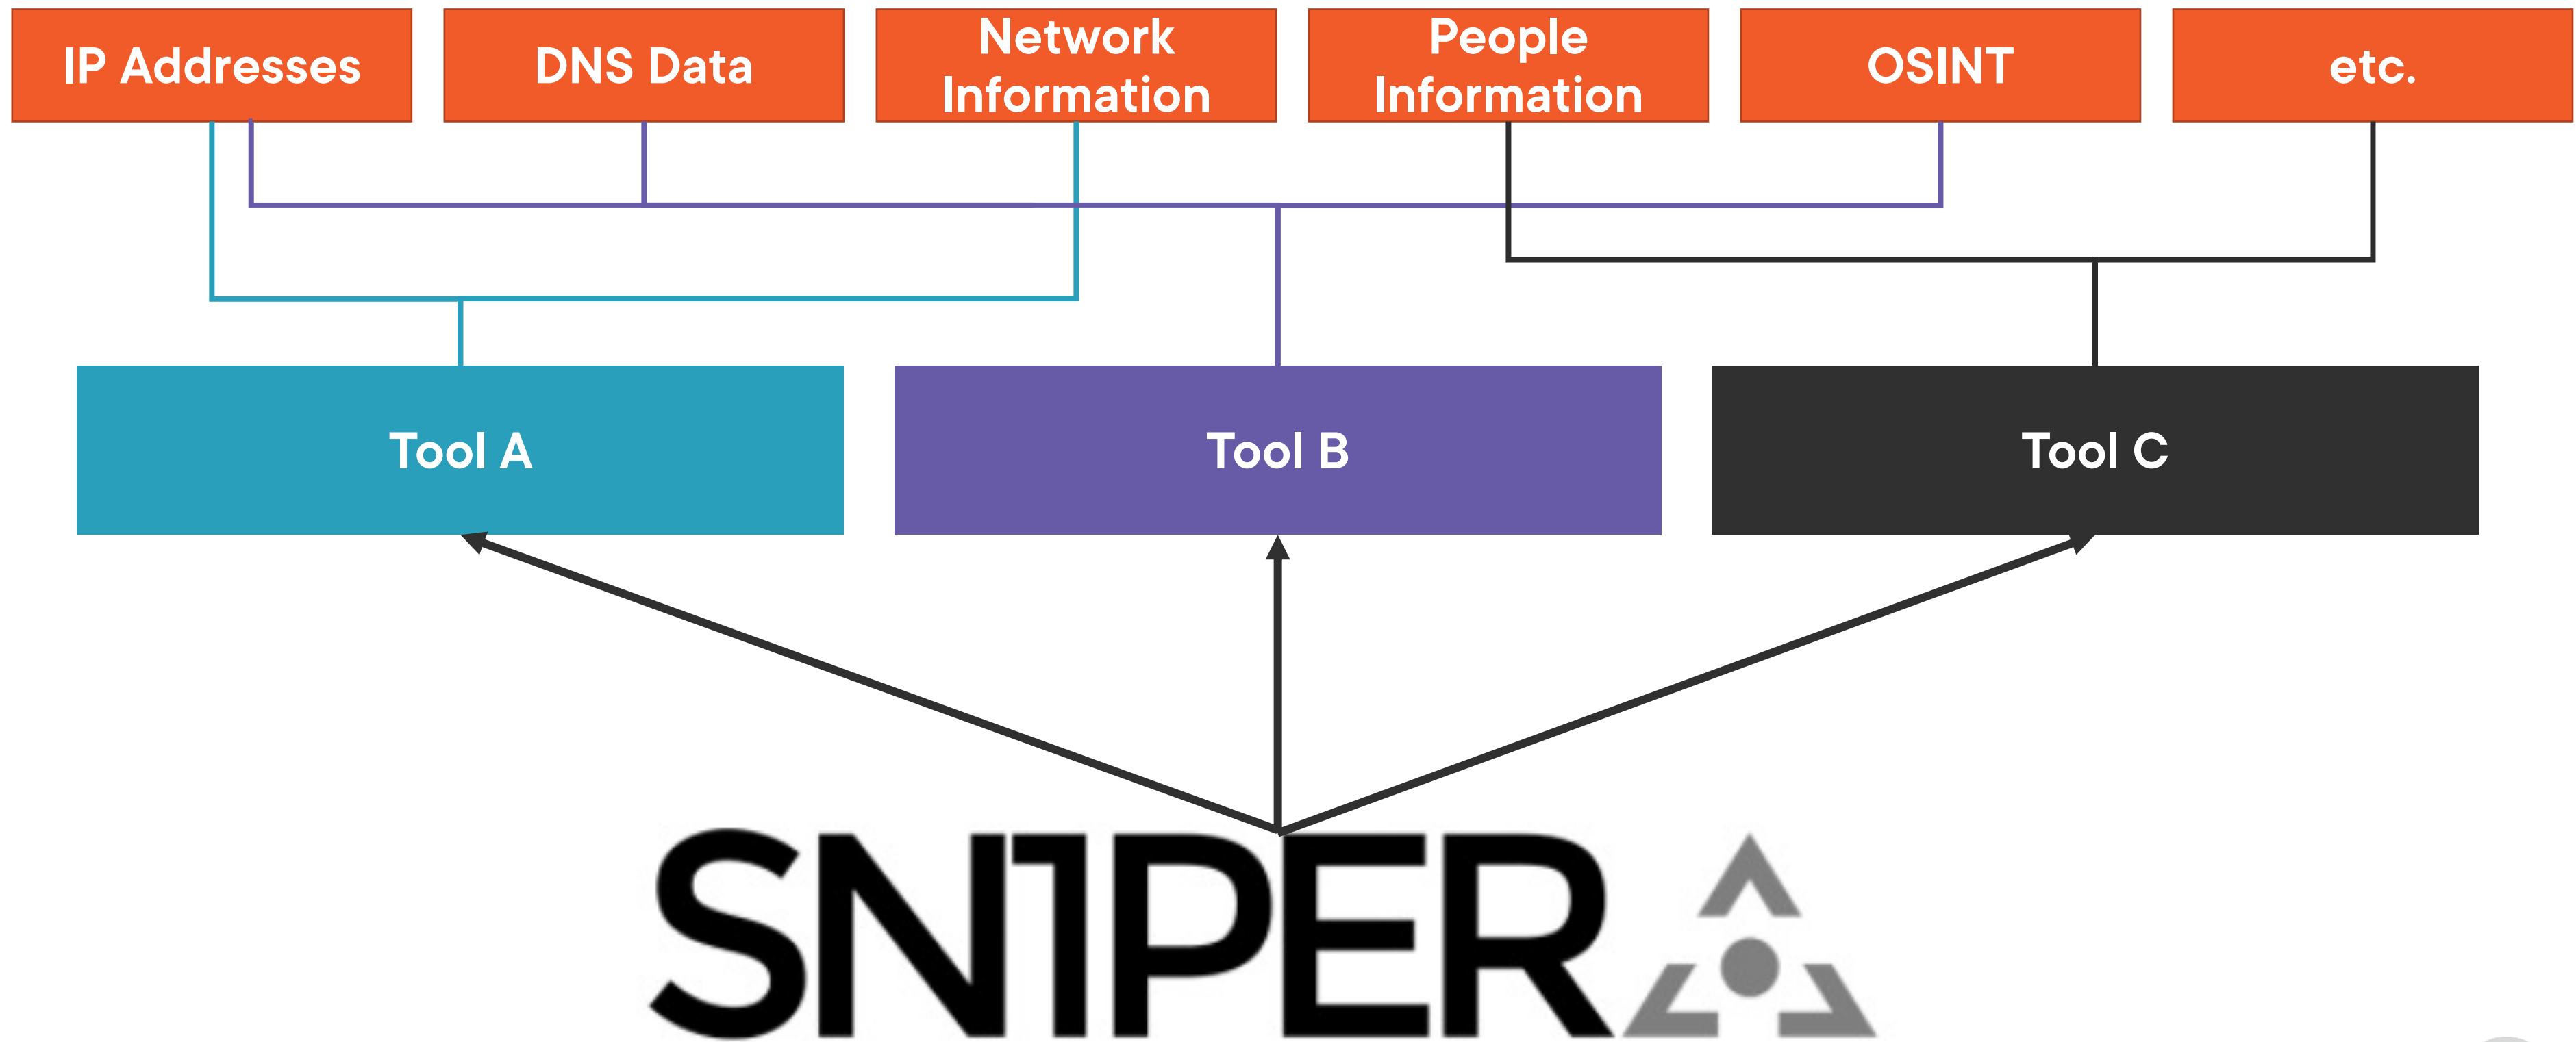 IP Addresses
DNS Data
Network
Information
People
Information
OSINT
etc.
Tool A
Tool B
Tool C
SN1PER